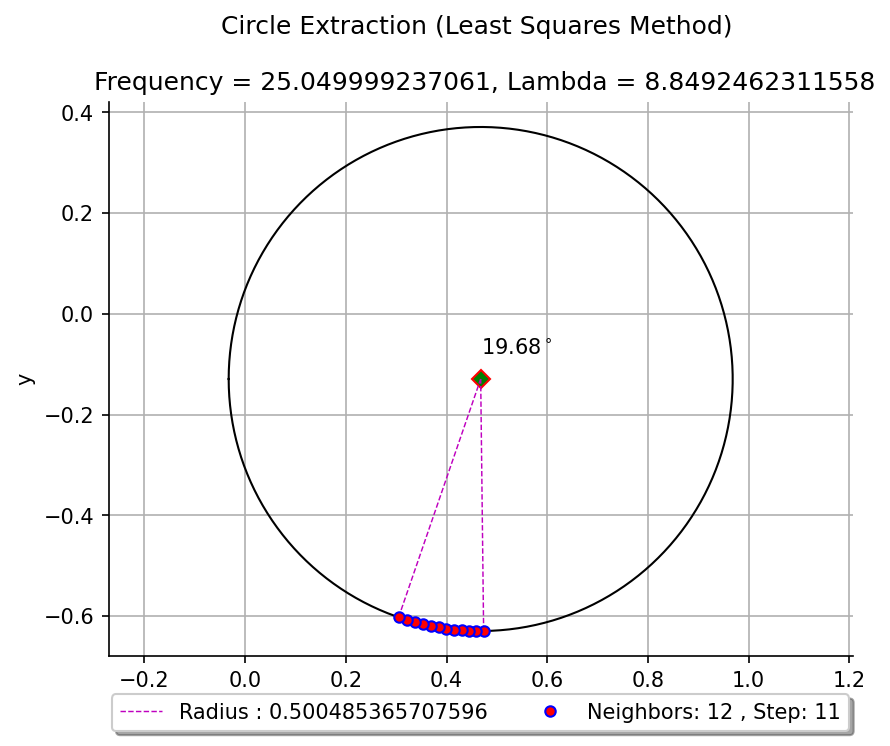 Circle Extraction (Least Squares Method)
Frequency = 25.049999237061, Lambda = 8.8492462311558
0.4
0.2
0.0
−0.2
−0.4
−0.6
y
19.68°
−0.2 0.0 0.2 0.4 0.6 0.8 1.0 1.2
Radius : 0.500485365707596 Neighbors: 12 , Step: 11